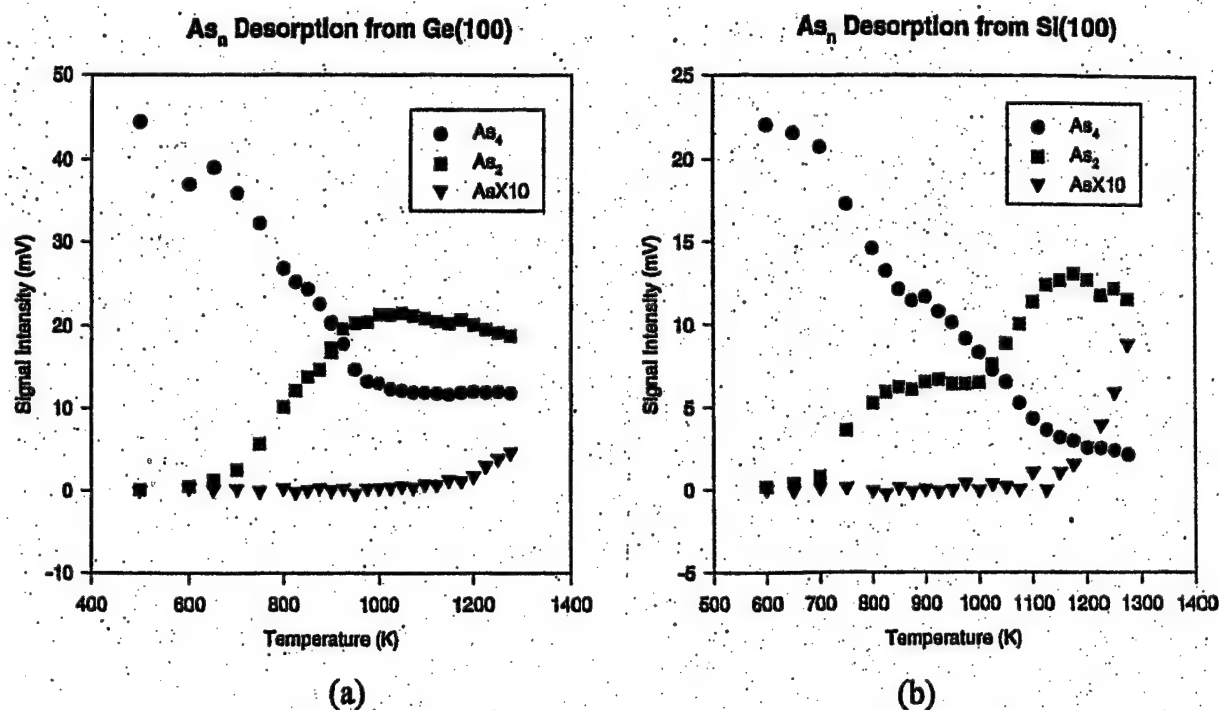 As₄ Desorption from Ge(100)
50
40
30
20
10
0
-10
Signal Intensity (mV)
As₄
As₂
AsX10
400 600 800 1000 1200 1400
Temperature (K)
(a)
Asₙ Desorption from Si(100)
25
20
15
10
5
0
-5
Signal Intensity (mV)
As₄
As₂
AsX10
500 600 700 800 900 1000 1100 1200 1300 1400
Temperature (K)
(b)